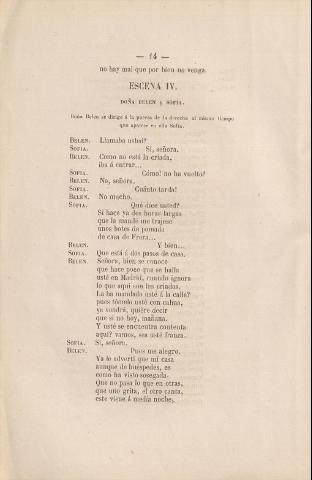 — 14 —
no hay mal que por bien no venga.
ESCENA IV.
DOÑA BELEN y SOFIA.
Doña Belen se dirige á la puerta de la derecha al mismo tiempo
que aparece en ella Sofia.
BELEN. Llamaba usted?
SOFIA. Si, señora.
BELEN. Como no está la criada,
iba á entrar...
SOFIA. Cómo! no ha vuelto?
BELEN. No, señora.
SOFIA. Cuánto tarda!
BELEN. No mucho.
SOFIA. Qué dice usted?
Si hace ya dos horas largas
que la mandé me trajese
unos botes de pomada
de casa de Frera...
BELEN. Y bien...
SOFIA. Que está á dos pasos de casa.
BELEN. Señora, bien se conoce
que hace poco que se halla
usté en Madrid, cuando ignora
lo que aquí son las criadas.
La ha mandado usté á la calle?
pues tómelo usté con calma,
ya vendrá, quiére decir
que si no hoy, mañana.
Y usté se encuentra contenta
aquí? vamos, sea usté franca.
SOFIA. Si, señora.
BELEN. Pues me alegro.
Ya le advertí que mi casa
aunque de huéspedes, es
como ha visto sosegada.
Que no pasa lo que en otras,
que uno grita, el otro canta,
este viene á media noche,